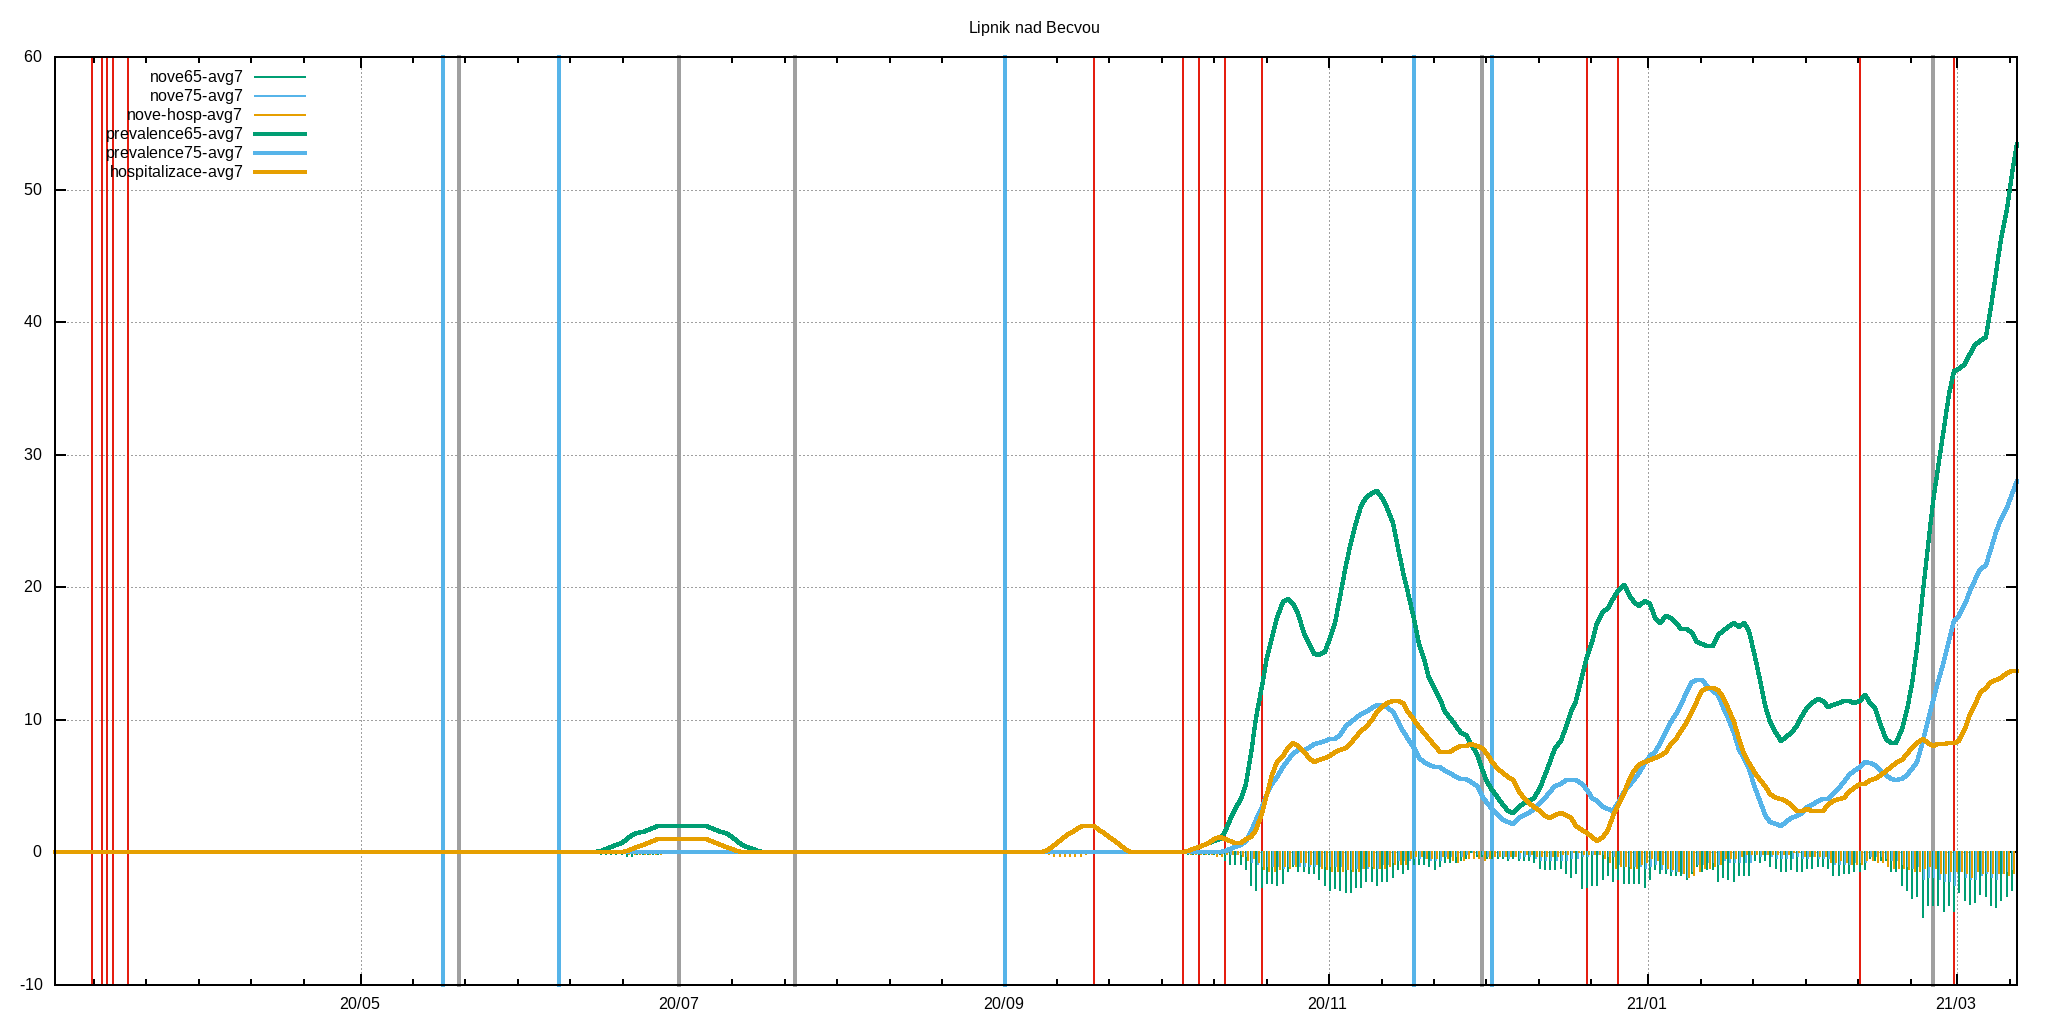 Lipnik nad Becvou
60
nove65-avg7
nove75-avg7
nove-hosp-avg7
prevalence65-avg7
prevalence75-avg7
hospitalizace-avg7
50
40
30
20
10
0
-10
20/05 20/07 20/09 20/11 21/01 21/03